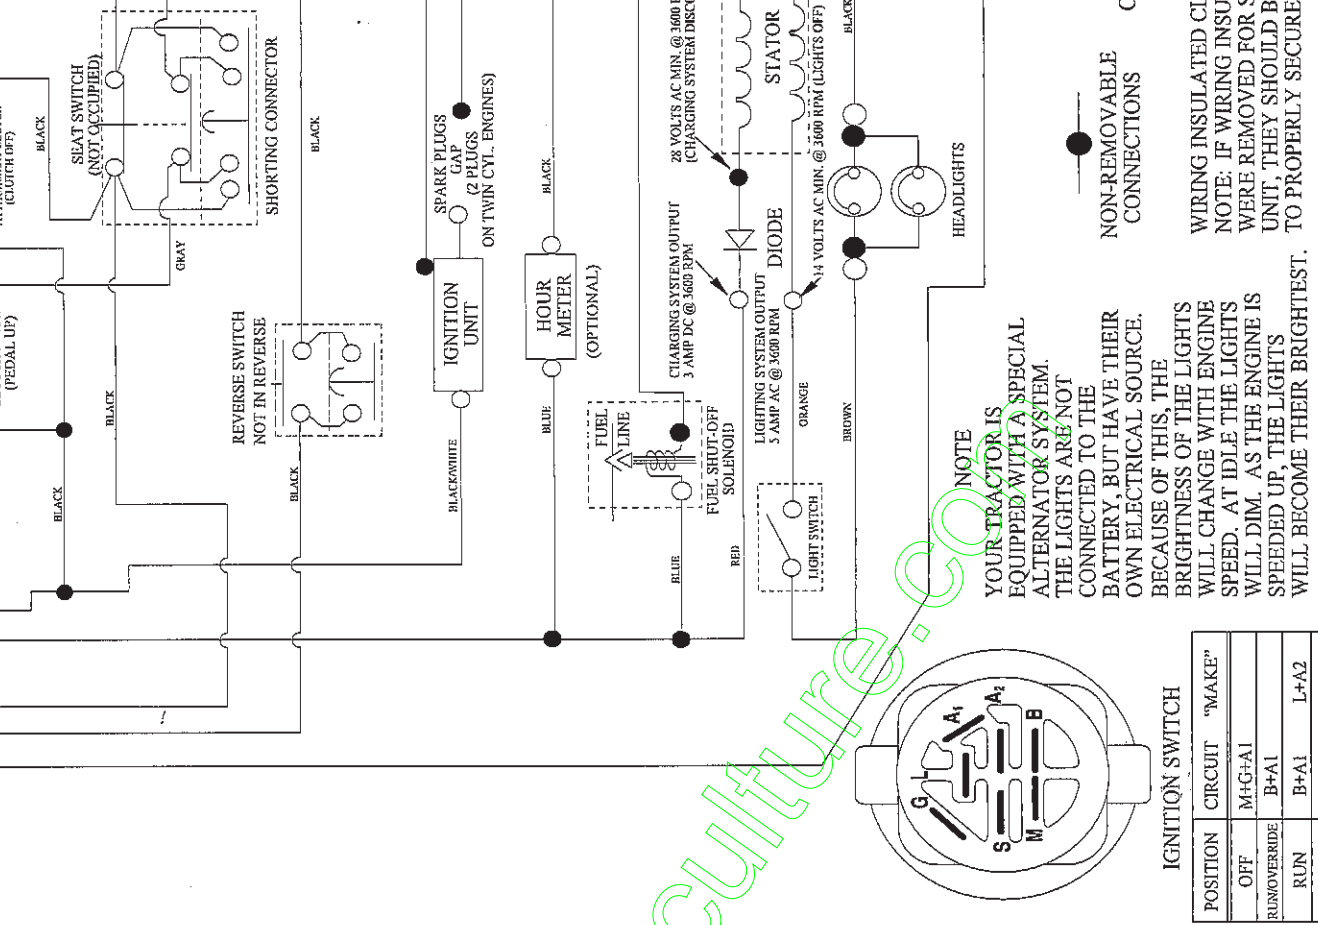 (CLUTCH OFF)
BLACK
SEAT SWITCH
(NOT OCCUPIED)
SHORTING CONNECTOR
GRAY
BLACK
(PEDAL UP)
BLACK
BLACK
REVERSE SWITCH
NOT IN REVERSE
BLACK
SPARK PLUGS
GAP
(2 PLUGS
ON TWIN CYL. ENGINES)
IGNITION
UNIT
BLACK/WHITE
BLACK
HOUR
METER
(OPTIONAL)
BLUE
FUEL
LINE
FUEL SHUT-OFF
SOLENOID
BLUE
28 VOLTS AC MIN. @ 3600
(CHARGING SYSTEM DISCO
CHARGING SYSTEM OUTPUT
3 AMP DC @ 3600 RPM
STATOR
DIODE
RED
LIGHTING SYSTEM OUTPUT
5 AMP AC @ 3600 RPM
14 VOLTS AC MIN. @ 3600 RPM (LIGHTS OFF)
ORANGE
LIGHT SWITCH
BLACK
BROWN
HEADLIGHTS
NON-REMOVABLE
CONNECTIONS
C
WIRING INSULATED CL
NOTE: IF WIRING INSU
WERE REMOVED FOR S
UNIT, THEY SHOULD B
TO PROPERLY SECURE
NOTE
YOUR TRACTOR IS
EQUIPPED WITH A SPECIAL
ALTERNATOR SYSTEM.
THE LIGHTS ARE NOT
CONNECTED TO THE
BATTERY, BUT HAVE THEIR
OWN ELECTRICAL SOURCE.
BECAUSE OF THIS, THE
BRIGHTNESS OF THE LIGHTS
WILL CHANGE WITH ENGINE
SPEED. AT IDLE THE LIGHTS
WILL DIM. AS THE ENGINE IS
SPEEDED UP, THE LIGHTS
WILL BECOME THEIR BRIGHTEST.
G L A1 A2
S M B
IGNITION SWITCH
POSITION CIRCUIT "MAKE"
OFF M+G+A1
RUN/OVERRIDE B+A1
RUN B+A1 L+A2
culture.com